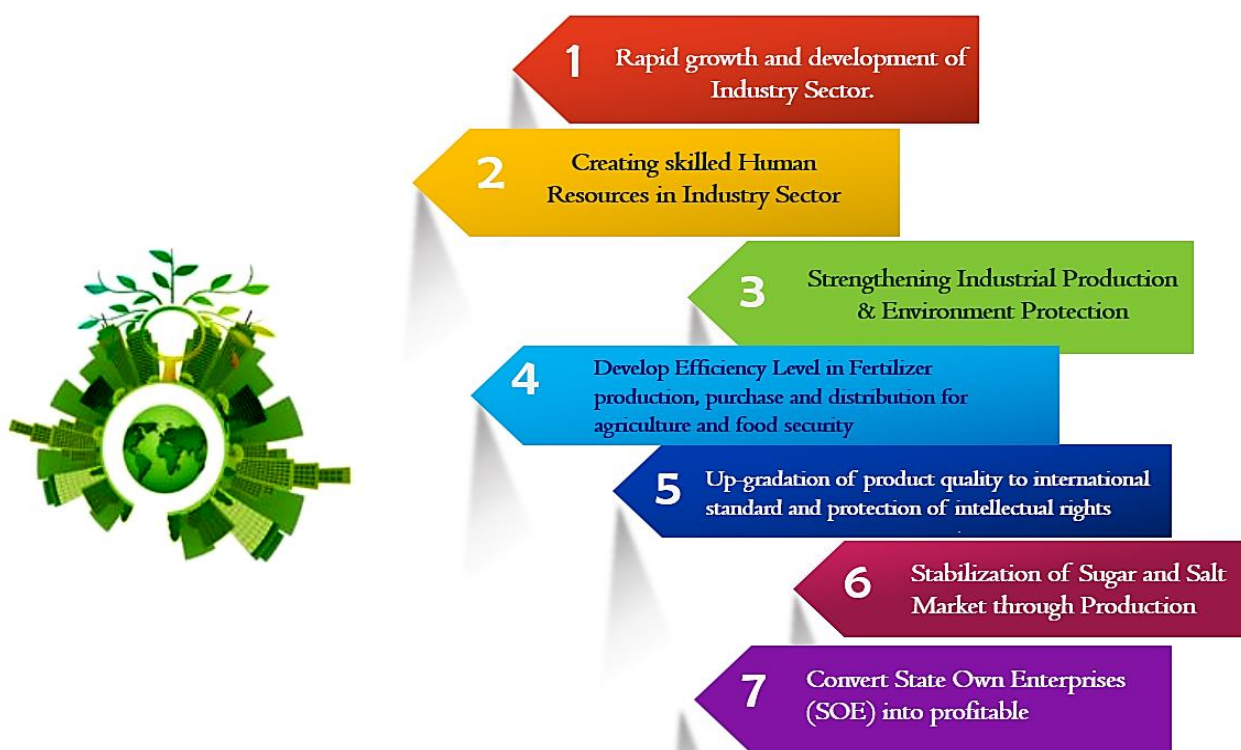 1
Rapid growth and development of
Industry Sector.
2
Creating skilled Human
Resources in Industry Sector
3
Strengthening Industrial Production
& Environment Protection
4
Develop Efficiency Level in Fertilizer
production, purchase and distribution for
agriculture and food security
5
Up-gradation of product quality to international
standard and protection of intellectual rights
6
Stabilization of Sugar and Salt
Market through Production
7
Convert State Own Enterprises
(SOE) into profitable